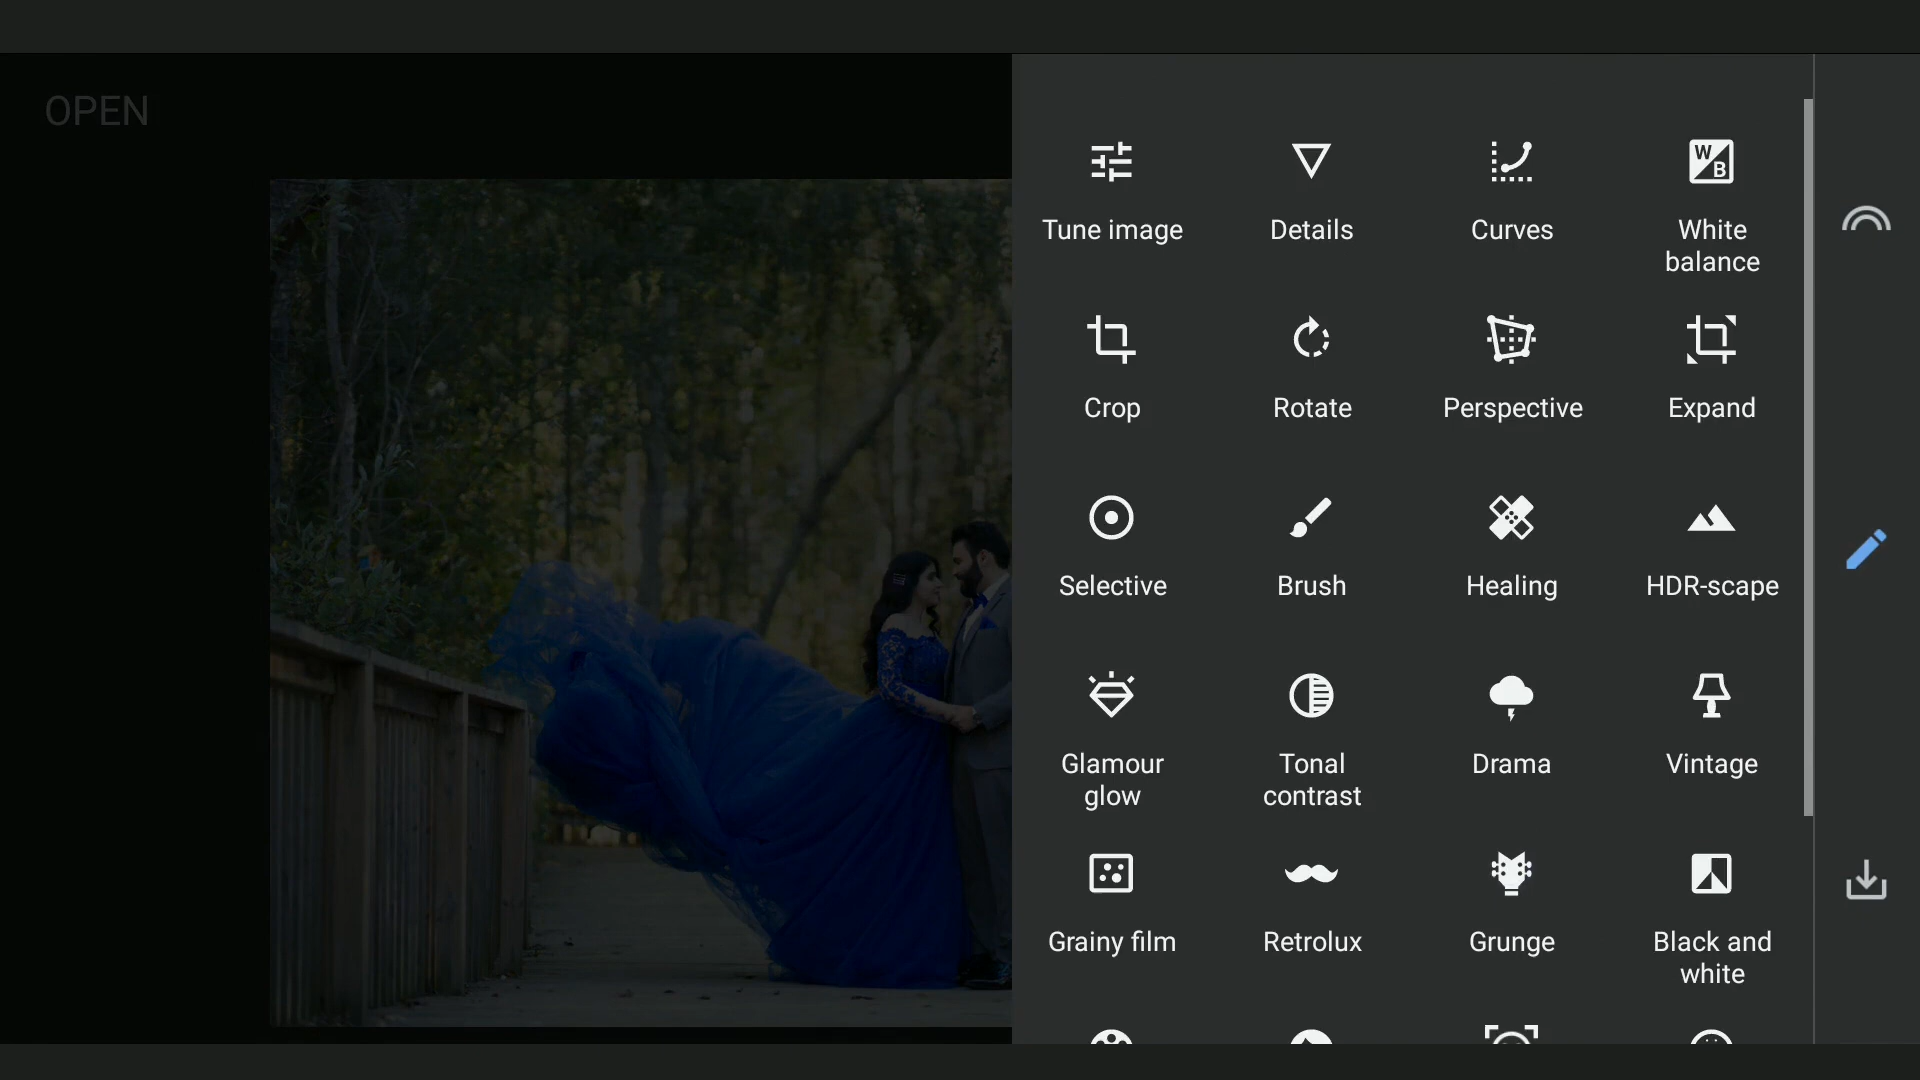 OPEN
Tune image
Details
Curves
White
balance
Crop
Rotate
Perspective
Expand
Selective
Brush
Healing
HDR-scape
Glamour
glow
Tonal
contrast
Drama
Vintage
Grainy film
Retrolux
Grunge
Black and
white